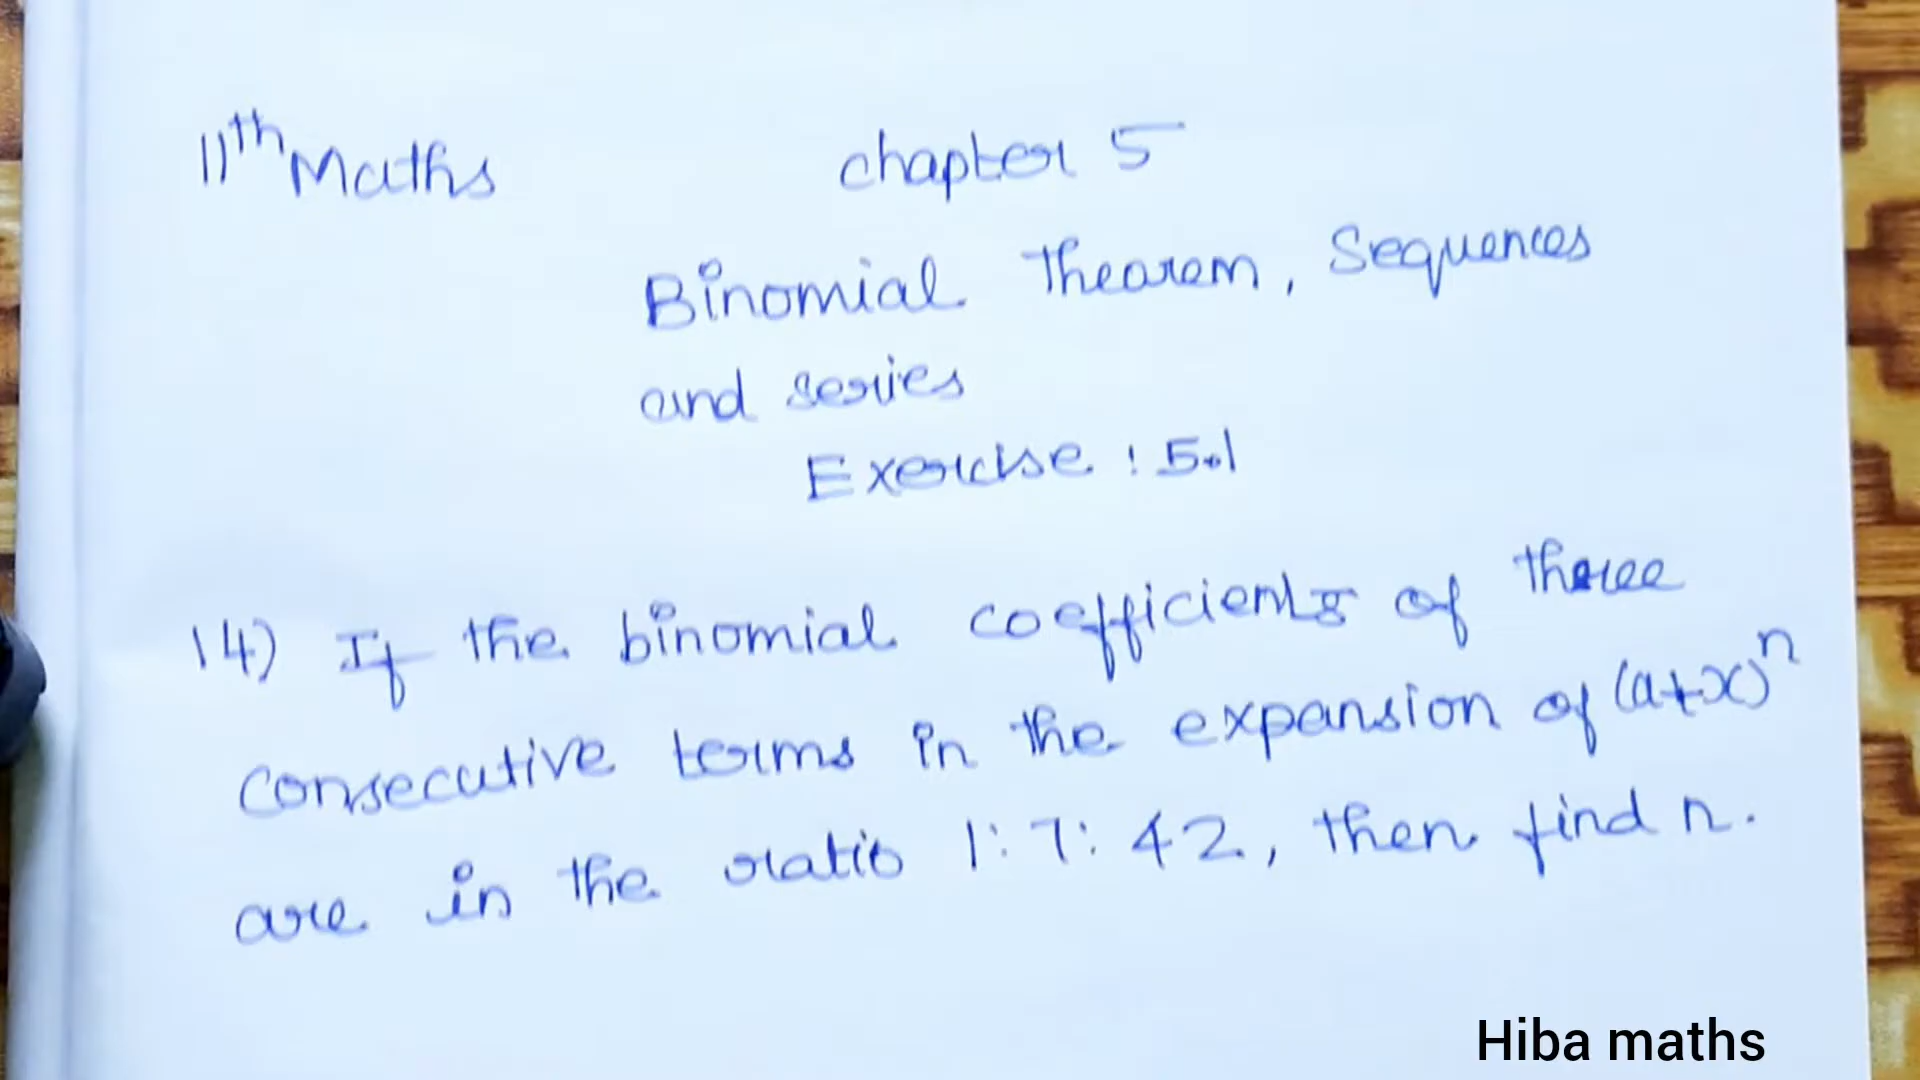 11th Maths chapter 5
Binomial Thearem, Sequences
and series
Exercise : 5.1
14) If the binomial coefficients of three
consecutive terms in the expansion of (a+x)^n
are in the ratio 1:7:42, then find n.
Hiba maths